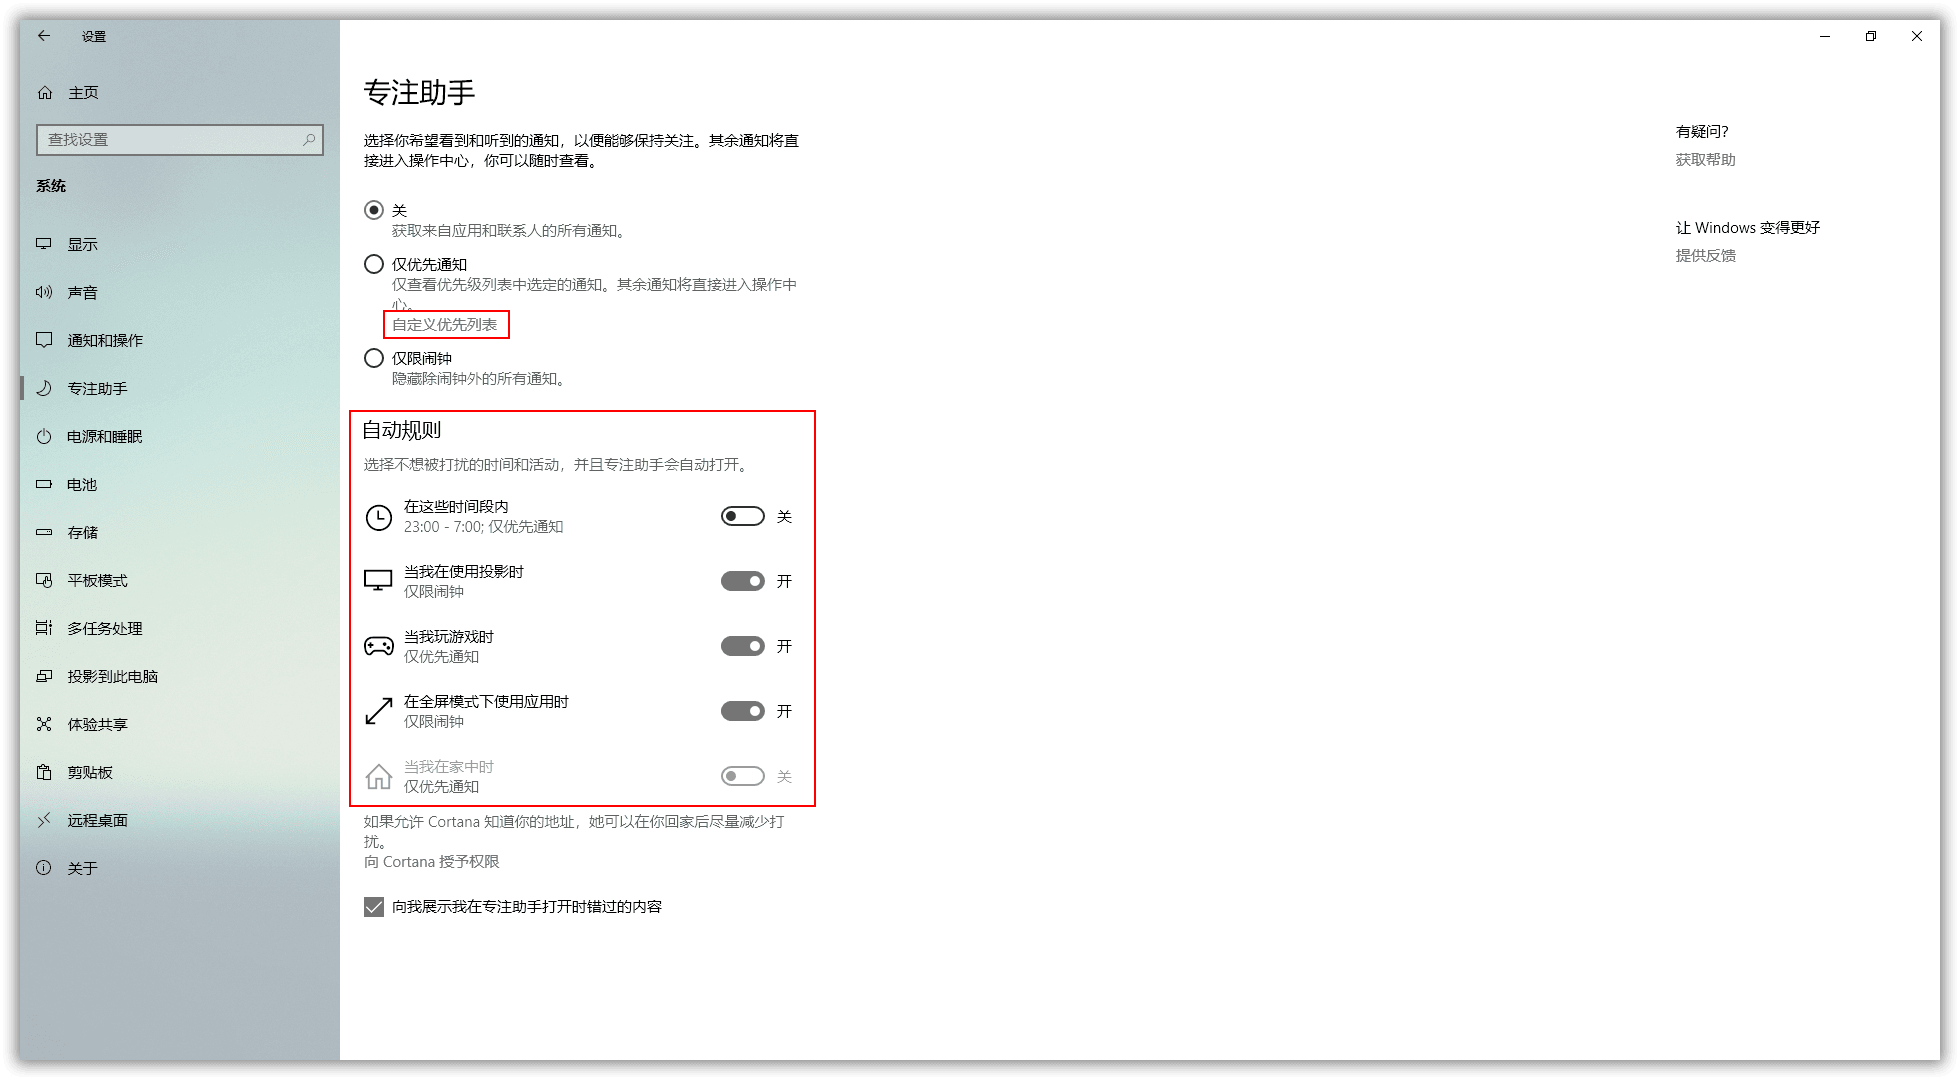 设置
主页
查找设置
系统
显示
声音
通知和操作
专注助手
电源和睡眠
电池
存储
平板模式
多任务处理
投影到此电脑
体验共享
剪贴板
远程桌面
关于
专注助手
选择你希望看到和听到的通知，以便能够保持关注。其余通知将直
接进入操作中心，你可以随时查看。
关
获取来自应用和联系人的所有通知。
仅优先通知
仅查看优先级列表中选定的通知。其余通知将直接进入操作中
心。
自定义优先列表
仅限闹钟
隐藏除闹钟外的所有通知。
自动规则
选择不想被打扰的时间和活动，并且专注助手会自动打开。
在这些时间段内
23:00 - 7:00; 仅优先通知
关
当我在使用投影时
仅限闹钟
开
当我玩游戏时
仅优先通知
开
在全屏模式下使用应用时
仅限闹钟
开
当我在家中时
仅优先通知
关
如果允许 Cortana 知道你的地址，她可以在你回家后尽量减少打
扰。
向 Cortana 授予权限
向我展示我在专注助手打开时错过的内容
有疑问?
获取帮助
让 Windows 变得更好
提供反馈